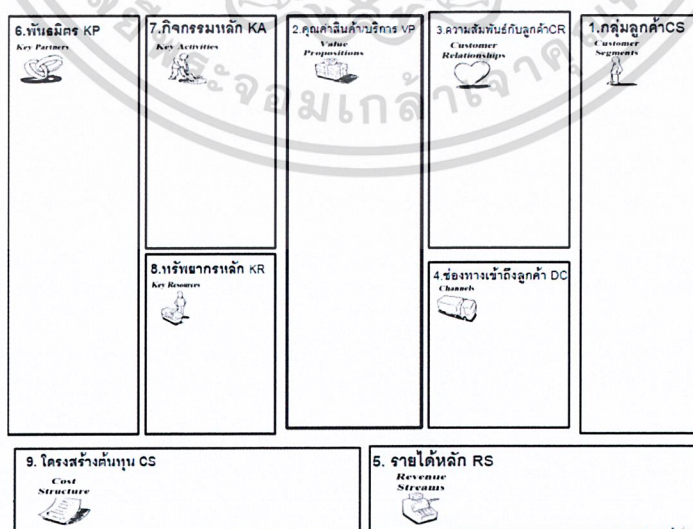 6.พันธมิตร KP
Key Partners
7.กิจกรรมหลัก KA
Key Activities
2.คุณค่าสินค้า/บริการ VP
Value
Propositions
3.ความสัมพันธ์กับลูกค้าCR
Customer
Relationships
1.กลุ่มลูกค้าCS
Customer
Segments
8.ทรัพยากรหลัก KR
Key Resources
4.ช่องทางเข้าถึงลูกค้า DC
Channels
9. โครงสร้างต้นทุน CS
Cost
Structure
5. รายได้หลัก RS
Revenue
Streams